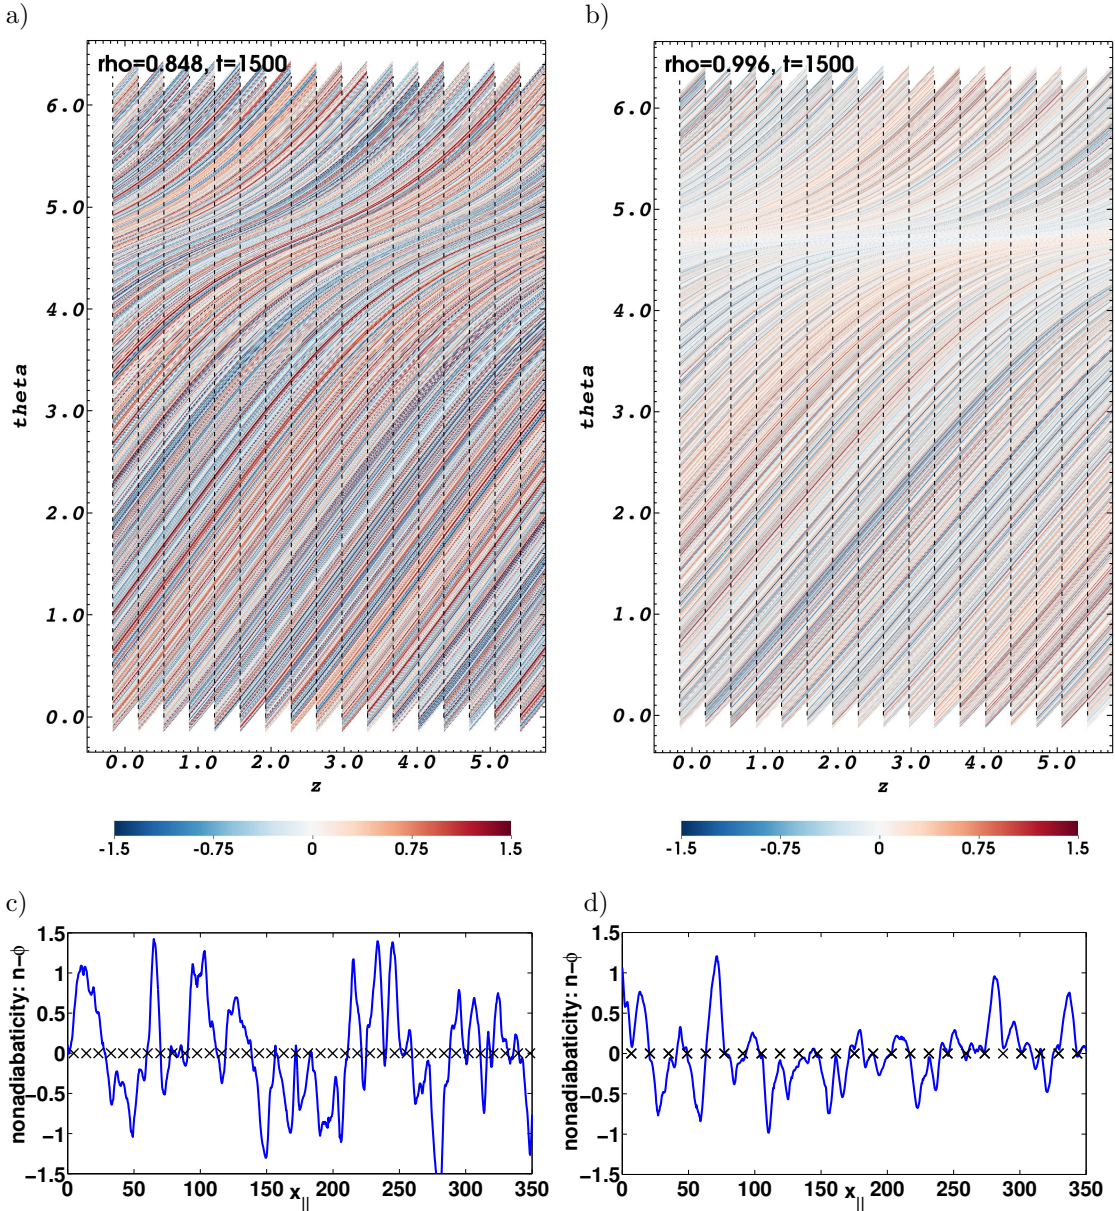 a)
rho=0.848, t=1500
6.0
5.0
4.0
3.0
2.0
1.0
0.0
theta
0.0 1.0 2.0 3.0 4.0 5.0
z
-1.5 -0.75 0 0.75 1.5
b)
rho=0.996, t=1500
6.0
5.0
4.0
3.0
2.0
1.0
0.0
theta
0.0 1.0 2.0 3.0 4.0 5.0
z
-1.5 -0.75 0 0.75 1.5
c)
nonadiabaticity: n−ϕ
1.5
1
0.5
0
−0.5
−1
−1.5
0 50 100 150 200 250 300 350
x||
d)
nonadiabaticity: n−ϕ
1.5
1
0.5
0
−0.5
−1
−1.5
0 50 100 150 200 250 300 350
x||